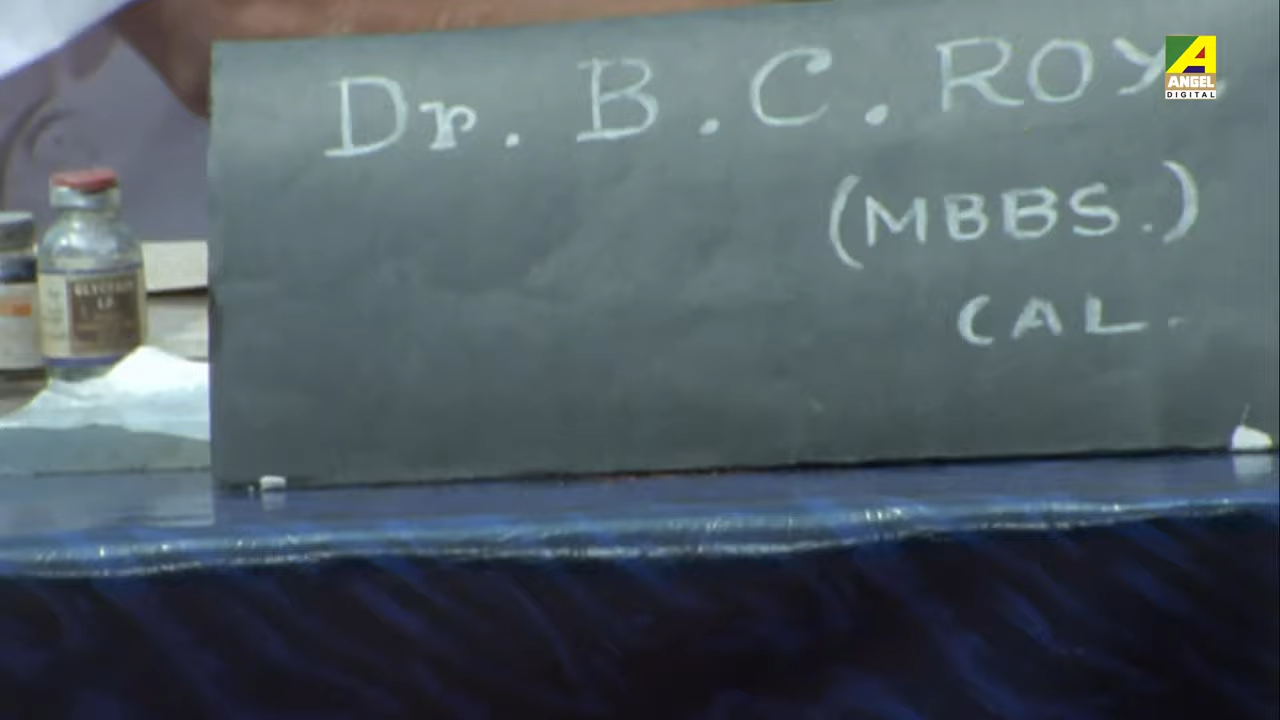 Dr. B. C. ROY.
(MBBS.)
CAL.
ANGEL
DIGITAL